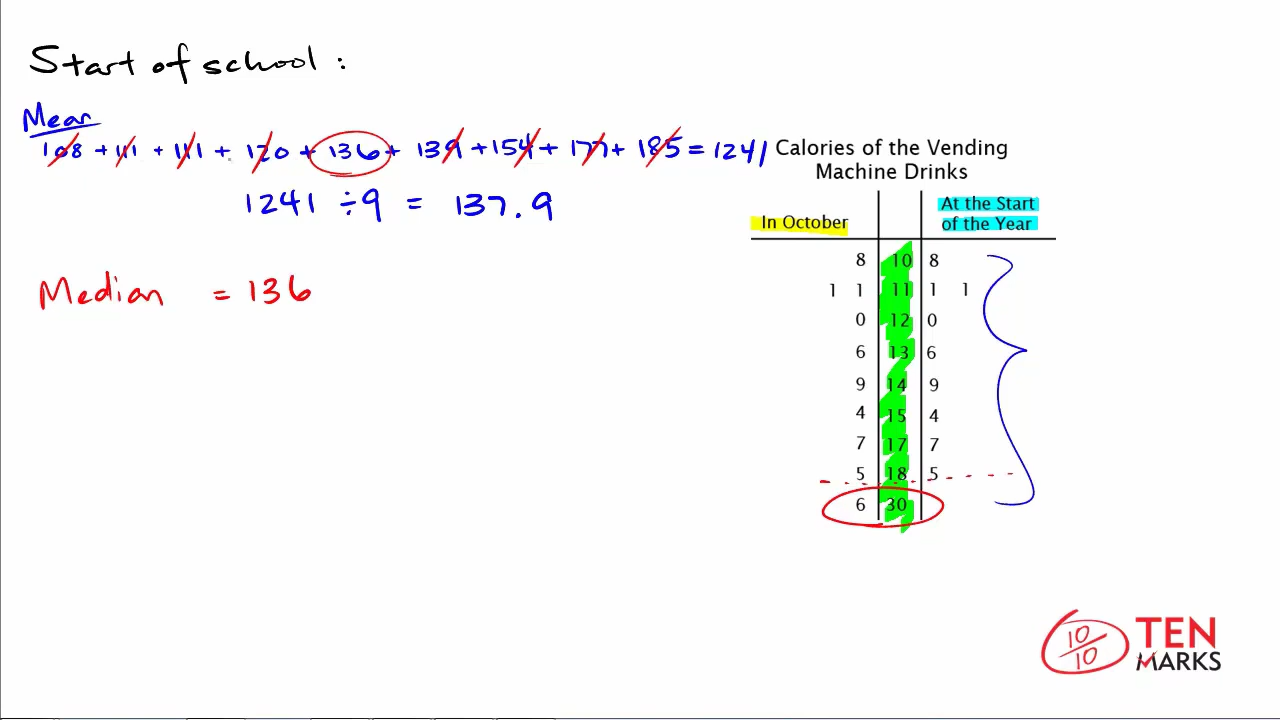 Start of school:
Mean
108 + 111 + 111 + 120 + 136 + 139 + 154 + 177 + 185 = 1241
1241 ÷ 9 = 137.9
Median = 136
Calories of the Vending
Machine Drinks
In October
At the Start
of the Year
8 10 8
1 1 11 1 1
0 12 0
6 13 6
9 14 9
4 15 4
7 17 7
5 18 5
6 30
10/10
TEN
MARKS